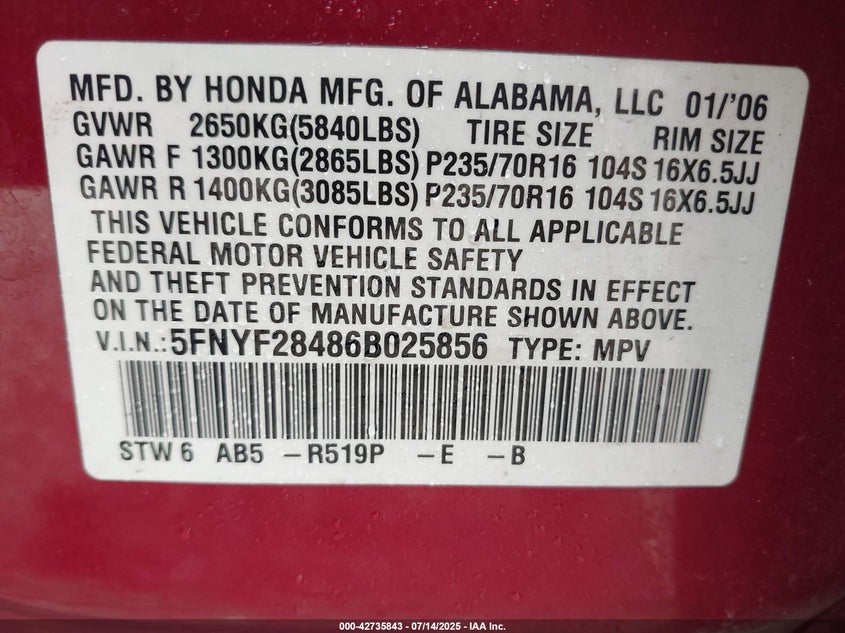 MFD. BY HONDA MFG. OF ALABAMA, LLC 01/'06
GVWR 2650KG(5840LBS) TIRE SIZE RIM SIZE
GAWR F 1300KG(2865LBS) P235/70R16 104S 16X6.5JJ
GAWR R 1400KG(3085LBS) P235/70R16 104S 16X6.5JJ
THIS VEHICLE CONFORMS TO ALL APPLICABLE
FEDERAL MOTOR VEHICLE SAFETY
AND THEFT PREVENTION STANDARDS IN EFFECT
ON THE DATE OF MANUFACTURE SHOWN ABOVE.
V.I.N.: 5FNYF28486B025856 TYPE: MPV
STW 6 AB5 -R519P -E -B
000-42735843 / 07/14/2025 - IAA Inc.